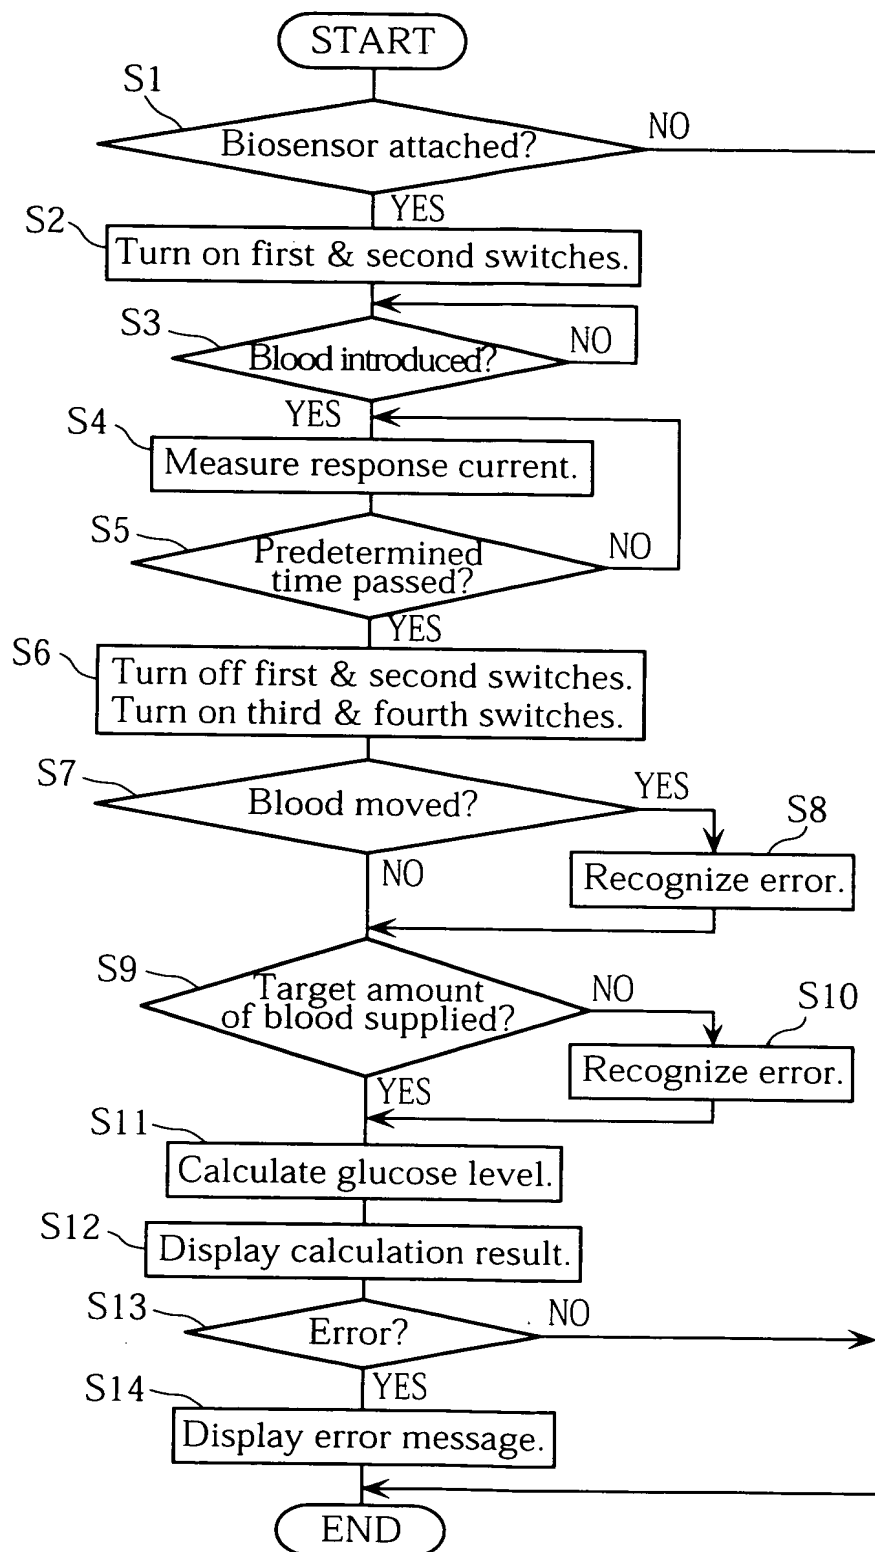 START
S1
Biosensor attached?
NO
YES
S2
Turn on first & second switches.
S3
Blood introduced?
NO
YES
S4
Measure response current.
S5
Predetermined
time passed?
NO
YES
S6
Turn off first & second switches.
Turn on third & fourth switches.
S7
Blood moved?
YES
S8
Recognize error.
NO
S9
Target amount
of blood supplied?
NO
S10
Recognize error.
YES
S11
Calculate glucose level.
S12
Display calculation result.
S13
Error?
NO
YES
S14
Display error message.
END